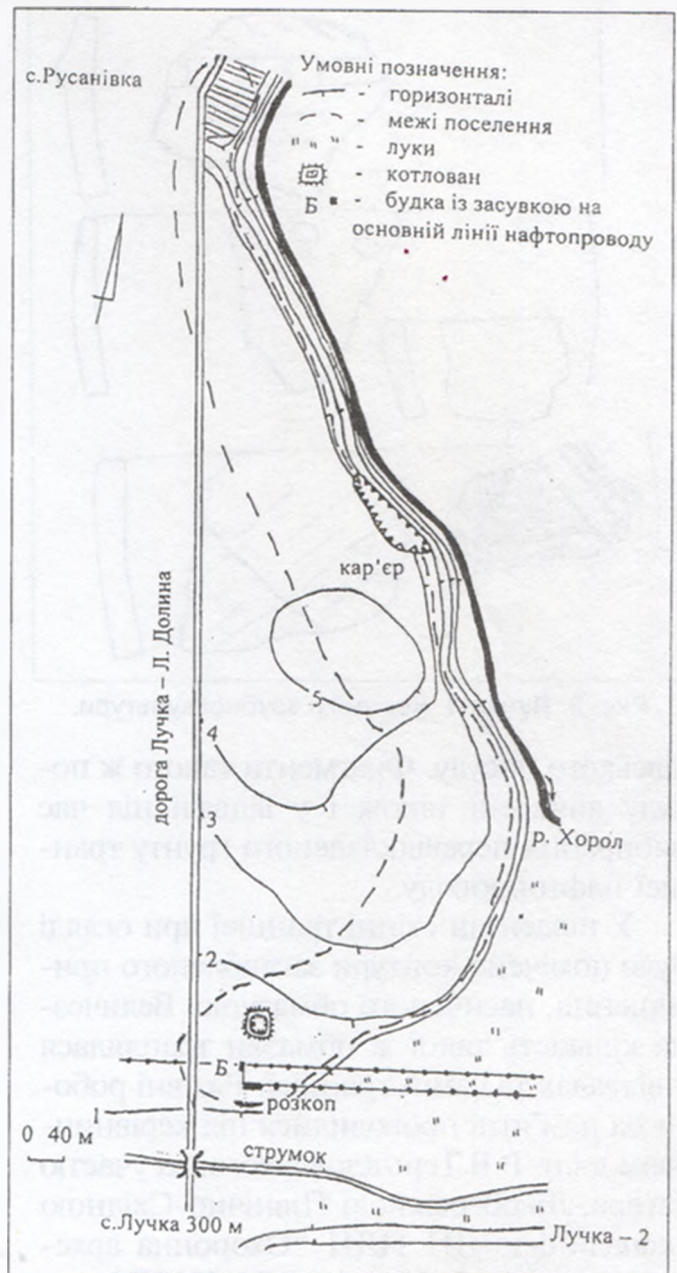 с.Русанівка
Умовні позначення:
- горизонталі
- межі поселення
- луки
- котлован
Б - будка із засувкою на
основній лінії нафтопроводу
кар’єр
дорога Лучка – Л. Долина
5
4
3
р. Хорол
2
Б
розкоп
1
0 40 м
струмок
с.Лучка 300 м
Лучка – 2